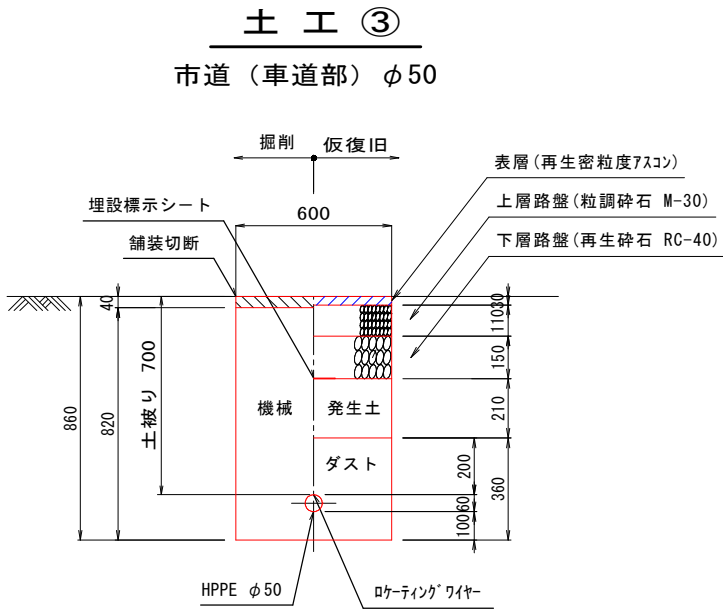 土 工 ③
市道（車道部）φ50
掘削
仮復旧
表層(再生密粒度アスコン)
埋設標示シート
上層路盤(粒調砕石 M-30)
600
舗装切断
下層路盤(再生砕石 RC-40)
40
30
110
150
土被り 700
860
820
機械
発生土
210
ダスト
200
360
60
100
HPPE φ50
ロケーティングワイヤー